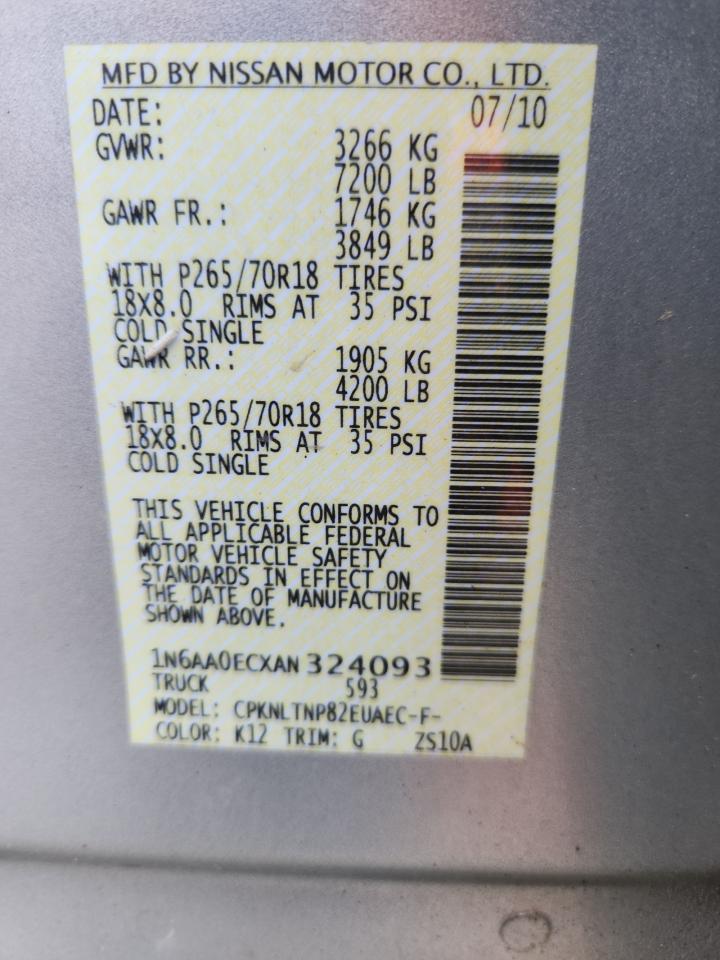 MFD BY NISSAN MOTOR CO., LTD.
DATE: 07/10
GVWR: 3266 KG
7200 LB
GAWR FR.: 1746 KG
3849 LB
WITH P265/70R18 TIRES
18X8.0 RIMS AT 35 PSI
COLD SINGLE
GAWR RR.: 1905 KG
4200 LB
WITH P265/70R18 TIRES
18X8.0 RIMS AT 35 PSI
COLD SINGLE
THIS VEHICLE CONFORMS TO
ALL APPLICABLE FEDERAL
MOTOR VEHICLE SAFETY
STANDARDS IN EFFECT ON
THE DATE OF MANUFACTURE
SHOWN ABOVE.
1N6AA0ECXAN324093
TRUCK 593
MODEL: CPKNLTNP82EUAEC-F-
COLOR: K12 TRIM: G ZS10A